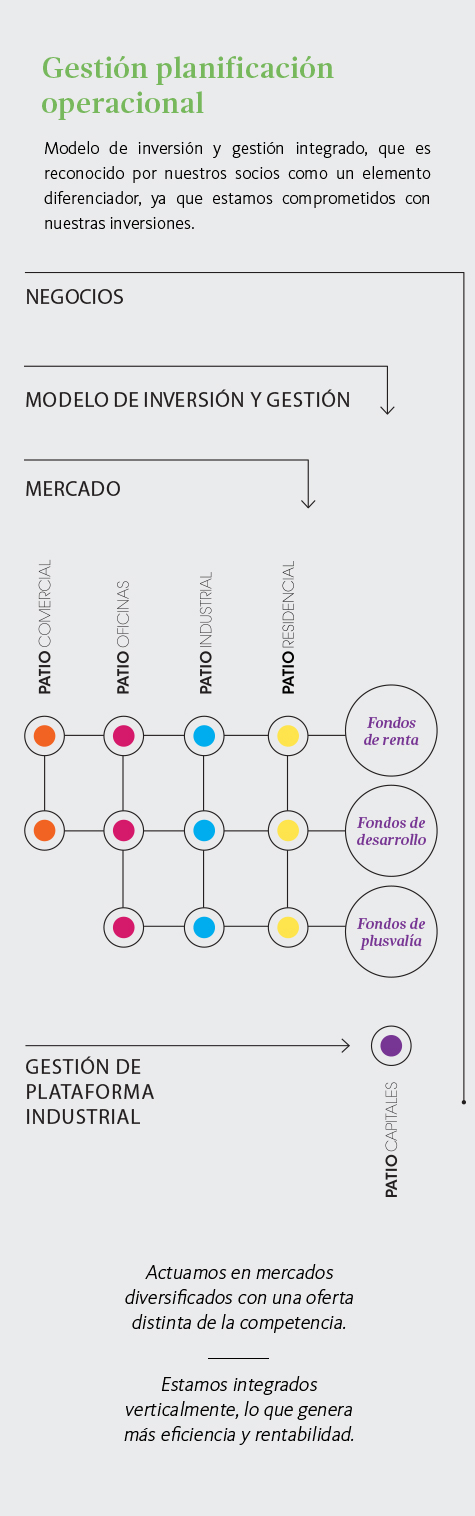 Gestión planificación
operacional
Modelo de inversión y gestión integrado, que es
reconocido por nuestros socios como un elemento
diferenciador, ya que estamos comprometidos con
nuestras inversiones.
NEGOCIOS
MODELO DE INVERSIÓN Y GESTIÓN
MERCADO
PATIO COMERCIAL
PATIO OFICINAS
PATIO INDUSTRIAL
PATIO RESIDENCIAL
Fondos
de renta
Fondos de
desarrollo
Fondos de
plusvalía
GESTIÓN DE
PLATAFORMA
INDUSTRIAL
PATIO CAPITALES
Actuamos en mercados
diversificados con una oferta
distinta de la competencia.
Estamos integrados
verticalmente, lo que genera
más eficiencia y rentabilidad.